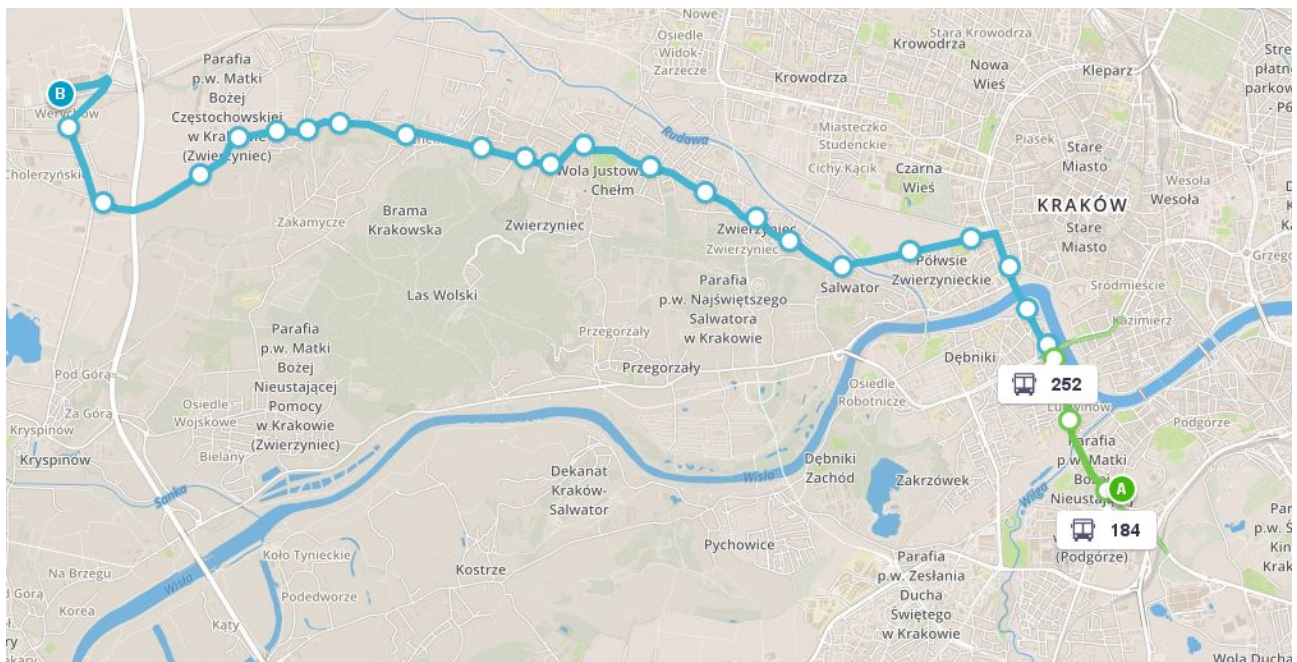 Nowe
Osiedle
Widok-
Zarzecze
Krowodrza
Stara Krowodrza
Krowodrza
Nowa
Wieś
Kleparz
Parafia
p.w. Matki
Bożej
Częstochowskiej
(Zwierzyniec)
B
Werychów
Cholerzyński
Rudawa
Miasteczko
Studenckie
Cichy Kącik
Czarna
Wieś
Piasek
Stare
Miasto
Wesoła
Wesoła
KRAKÓW
Stare
Miasto
- Chełm
Zakamycze
Brama
Krakowska
Zwierzyniec
Zwierzyniec
Zwierzyniec
Las Wolski
Parafia
p.w. Najświętszego
Salwatora
w Krakowie
Salwator
Półwsie
Zwierzynieckie
Śródmieście
Kazimierz
Parafia
p.w. Matki
Bożej
Nieustającej
Pomocy
w Krakowie
(Zwierzyniec)
Przegorzały
Przegorzały
Dębniki
Osiedle
Robotnicze
252
Podgórze
Pod Górą
Za Górą
Kryspinów
Kryspinów
Osiedle
Wojskowe
Bielany
Sanka
Dekanat
Kraków-
Salwator
Wisła
Dębniki
Zachód
Zakrzówek
Wilga
Parafia
p.w. Matki
Nieustającej
A
184
(Podgórze)
Pychowice
Koło Tynieckie
Kostrze
Na Brzegu
Wisła
Podedworze
Korea
Kąty
Parafia
p.w. Zesłania
Ducha
Świętego
w Krakowie
Wola Ducha